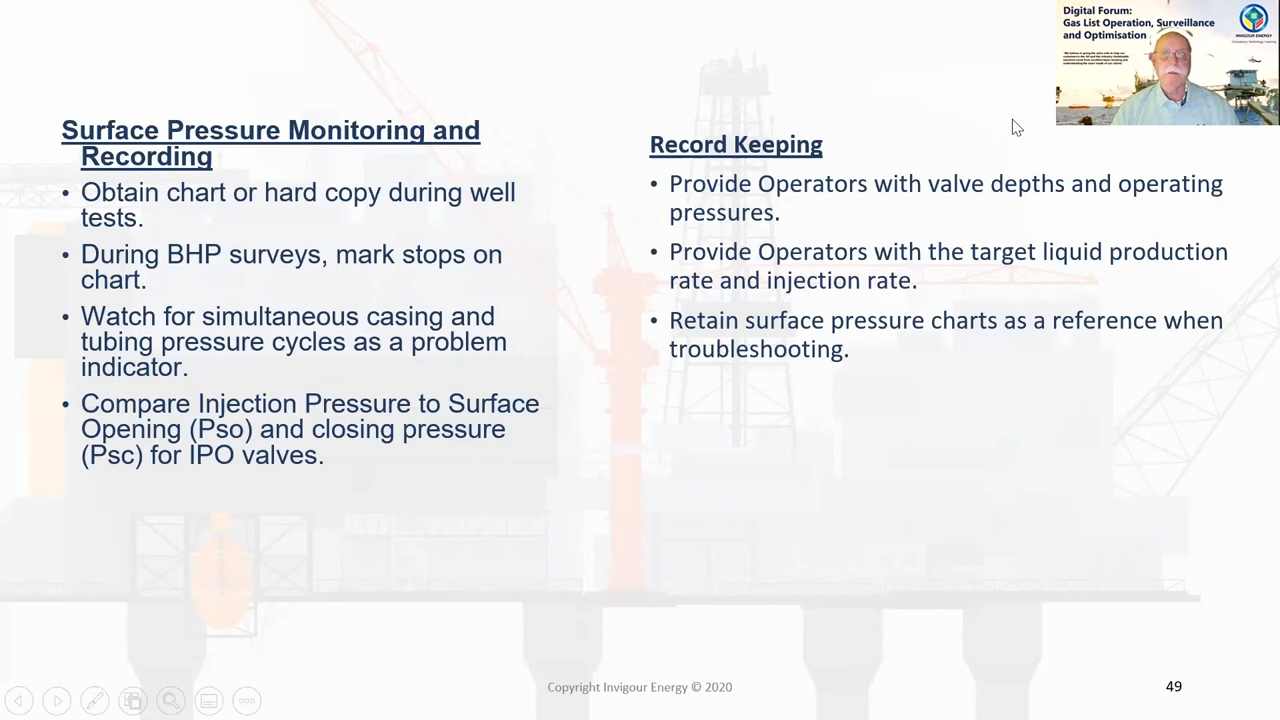 Digital Forum:
Gas List Operation, Surveillance
and Optimisation
INVIGOUR ENERGY
Surface Pressure Monitoring and
Recording
• Obtain chart or hard copy during well
tests.
• During BHP surveys, mark stops on
chart.
• Watch for simultaneous casing and
tubing pressure cycles as a problem
indicator.
• Compare Injection Pressure to Surface
Opening (Pso) and closing pressure
(Psc) for IPO valves.
Record Keeping
• Provide Operators with valve depths and operating
pressures.
• Provide Operators with the target liquid production
rate and injection rate.
• Retain surface pressure charts as a reference when
troubleshooting.
Copyright Invigour Energy © 2020
49